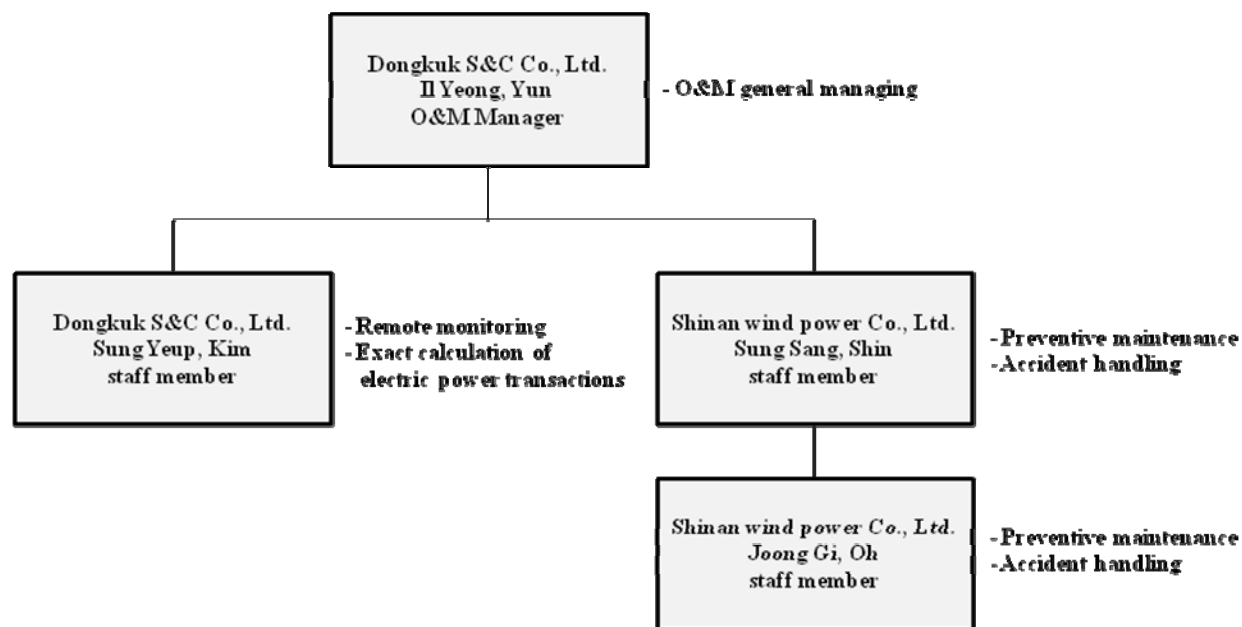 Dongkuk S&C Co., Ltd.
Il Yeong, Yun
O&M Manager
- O&M general managing
Dongkuk S&C Co., Ltd.
Sung Yeup, Kim
staff member
- Remote monitoring
- Exact calculation of
electric power transactions
Shinan wind power Co., Ltd.
Sung Sang, Shin
staff member
- Preventive maintenance
- Accident handling
Shinan wind power Co., Ltd.
Joong Gi, Oh
staff member
- Preventive maintenance
- Accident handling